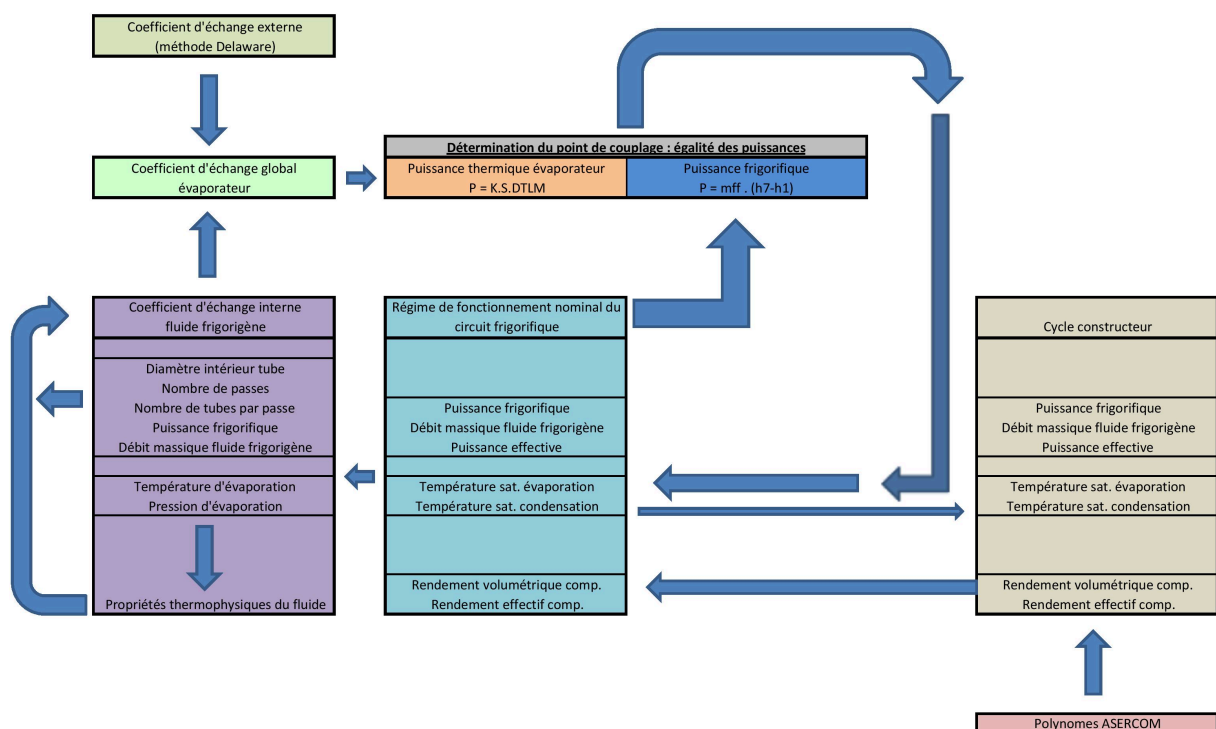 Coefficient d'échange externe
(méthode Delaware)
Détermination du point de couplage : égalité des puissances
Coefficient d'échange global
évaporateur
Puissance thermique évaporateur
P = K.S.DTLM
Puissance frigorifique
P = mff . (h7-h1)
Coefficient d'échange interne
fluide frigorigène
Diamètre intérieur tube
Nombre de passes
Nombre de tubes par passe
Puissance frigorifique
Débit massique fluide frigorigène
Température d'évaporation
Pression d'évaporation
Propriétés thermophysiques du fluide
Régime de fonctionnement nominal du
circuit frigorifique
Puissance frigorifique
Débit massique fluide frigorigène
Puissance effective
Température sat. évaporation
Température sat. condensation
Rendement volumétrique comp.
Rendement effectif comp.
Cycle constructeur
Puissance frigorifique
Débit massique fluide frigorigène
Puissance effective
Température sat. évaporation
Température sat. condensation
Rendement volumétrique comp.
Rendement effectif comp.
Polynomes ASERCOM